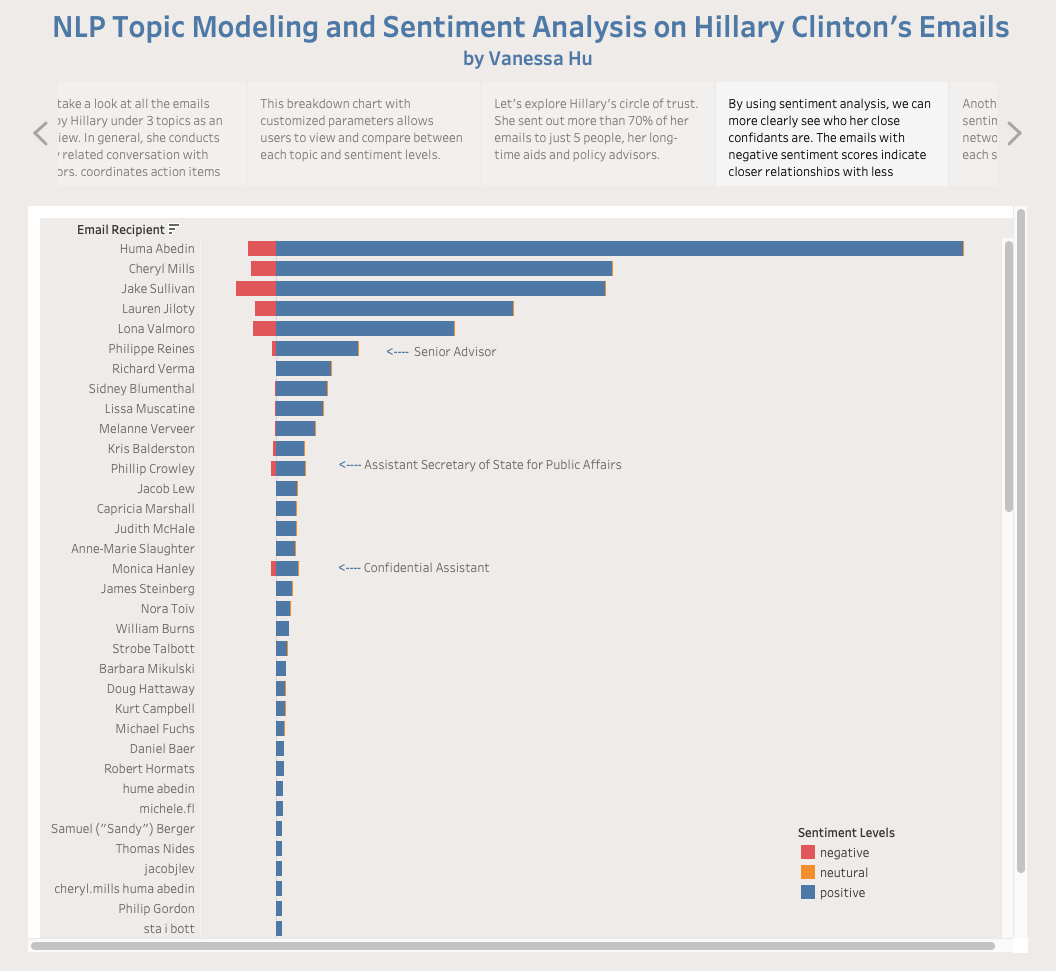 NLP Topic Modeling and Sentiment Analysis on Hillary Clinton's Emails
by Vanessa Hu
take a look at all the emails
by Hillary under 3 topics as an
iew. In general, she conducts
related conversation with
ors, coordinates action items
This breakdown chart with
customized parameters allows
users to view and compare between
each topic and sentiment levels.
Let's explore Hillary's circle of trust.
She sent out more than 70% of her
emails to just 5 people, her long-
time aids and policy advisors.
By using sentiment analysis, we can
more clearly see who her close
confidants are. The emails with
negative sentiment scores indicate
closer relationships with less
Anoth
sentin
netwo
each s
Email Recipient
Huma Abedin
Cheryl Mills
Jake Sullivan
Lauren Jiloty
Lona Valmoro
Philippe Reines
<---- Senior Advisor
Richard Verma
Sidney Blumenthal
Lissa Muscatine
Melanne Verveer
Kris Balderston
Phillip Crowley
<---- Assistant Secretary of State for Public Affairs
Jacob Lew
Capricia Marshall
Judith McHale
Anne-Marie Slaughter
Monica Hanley
<---- Confidential Assistant
James Steinberg
Nora Toiv
William Burns
Strobe Talbott
Barbara Mikulski
Doug Hattaway
Kurt Campbell
Michael Fuchs
Daniel Baer
Robert Hormats
hume abedin
michele.fl
Samuel ("Sandy") Berger
Thomas Nides
jacobjlev
cheryl.mills huma abedin
Philip Gordon
sta i bott
Sentiment Levels
negative
neutural
positive